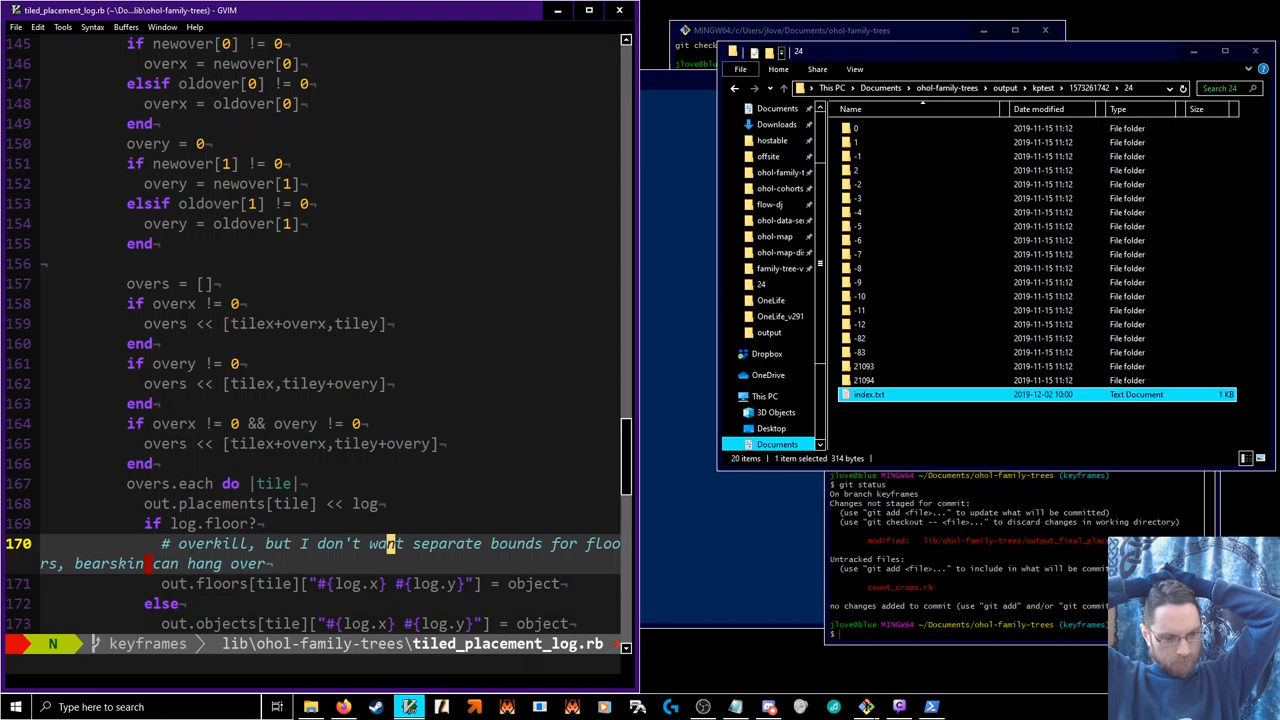 tiled_placement_log.rb (~\Do...lib\ohol-family-trees) - GVIM
File Edit Tools Syntax Buffers Window Help
145 if newover[0] != 0¬
146 overx = newover[0]¬
147 elsif oldover[0] != 0¬
148 overx = oldover[0]¬
149 end¬
150 overy = 0¬
151 if newover[1] != 0¬
152 overy = newover[1]¬
153 elsif oldover[1] != 0¬
154 overy = oldover[1]¬
155 end¬
156 ¬
157 overs = []¬
158 if overx != 0¬
159 overs << [tilex+overx,tiley]¬
160 end¬
161 if overy != 0¬
162 overs << [tilex,tiley+overy]¬
163 end¬
164 if overx != 0 && overy != 0¬
165 overs << [tilex+overx,tiley+overy]¬
166 end¬
167 overs.each do |tile|¬
168 out.placements[tile] << log¬
169 if log.floor?¬
170 # overkill, but I don't want separate bounds for floo
rs, bearskin can hang over¬
171 out.floors[tile]["#{log.x} #{log.y}"] = object¬
172 else¬
173 out.objects[tile]["#{log.x} #{log.y}"] = object¬
N keyframes lib\ohol-family-trees\tiled_placement_log.rb
MINGW64:/c/Users/jlove/Documents/ohol-family-trees
git check
24
File Home Share View
This PC Documents ohol-family-trees output kptest 1573261742 24
Search 24
Name Date modified Type Size
Documents
Downloads
hostable
offsite
ohol-family-t
ohol-cohorts
flow-dj
ohol-data-se
ohol-map
ohol-map-di
family-tree-v
24
OneLife
OneLife_v291
output
Dropbox
OneDrive
This PC
3D Objects
Desktop
Documents
0 2019-11-15 11:12 File folder
1 2019-11-15 11:12 File folder
-1 2019-11-15 11:12 File folder
2 2019-11-15 11:12 File folder
-2 2019-11-15 11:12 File folder
-3 2019-11-15 11:12 File folder
-4 2019-11-15 11:12 File folder
-5 2019-11-15 11:12 File folder
-6 2019-11-15 11:12 File folder
-7 2019-11-15 11:12 File folder
-8 2019-11-15 11:12 File folder
-9 2019-11-15 11:12 File folder
-10 2019-11-15 11:12 File folder
-11 2019-11-15 11:12 File folder
-12 2019-11-15 11:12 File folder
-82 2019-11-15 11:12 File folder
-83 2019-11-15 11:12 File folder
21093 2019-11-15 11:12 File folder
21094 2019-11-15 11:12 File folder
index.txt 2019-12-02 10:00 Text Document 1 KB
20 items 1 item selected 314 bytes
jlove@blue MINGW64 ~/Documents/ohol-family-trees (keyframes)
$ git status
On branch keyframes
Changes not staged for commit:
(use "git add <file>..." to update what will be committed)
(use "git checkout -- <file>..." to discard changes in working directory)
modified: lib/ohol-family-trees/output_final_plac
Untracked files:
(use "git add <file>..." to include in what will be comm
count_crops.rb
no changes added to commit (use "git add" and/or "git comm
jlove@blue MINGW64 ~/Documents/ohol-family-trees (keyframes)
$
Type here to search